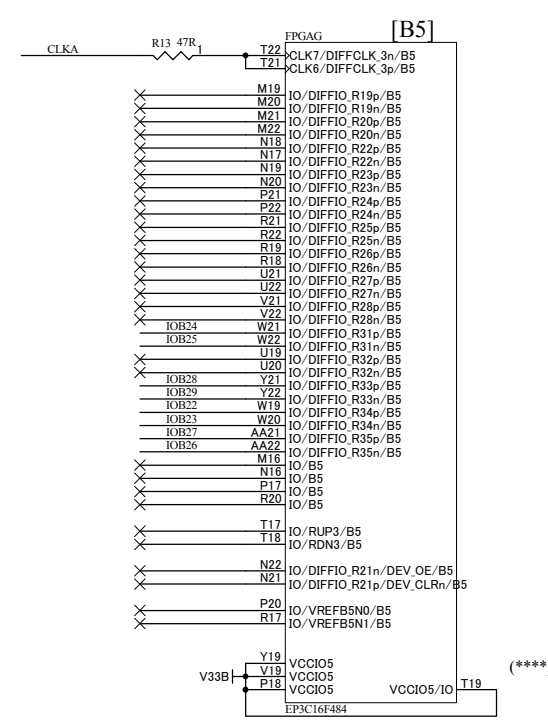 FPGAG [B5]
CLKA R13 47R 1 T22 CLK7/DIFFCLK_3n/B5
T21 CLK6/DIFFCLK_3p/B5
M19 IO/DIFFIO_R19p/B5
M20 IO/DIFFIO_R19n/B5
M21 IO/DIFFIO_R20p/B5
M22 IO/DIFFIO_R20n/B5
N18 IO/DIFFIO_R22p/B5
N17 IO/DIFFIO_R22n/B5
N19 IO/DIFFIO_R23p/B5
N20 IO/DIFFIO_R23n/B5
P21 IO/DIFFIO_R24p/B5
P22 IO/DIFFIO_R24n/B5
R21 IO/DIFFIO_R25p/B5
R22 IO/DIFFIO_R25n/B5
R19 IO/DIFFIO_R26p/B5
R18 IO/DIFFIO_R26n/B5
U21 IO/DIFFIO_R27p/B5
U22 IO/DIFFIO_R27n/B5
V21 IO/DIFFIO_R28p/B5
V22 IO/DIFFIO_R28n/B5
IOB24 W21 IO/DIFFIO_R31p/B5
IOB25 W22 IO/DIFFIO_R31n/B5
U19 IO/DIFFIO_R32p/B5
U20 IO/DIFFIO_R32n/B5
IOB28 Y21 IO/DIFFIO_R33p/B5
IOB29 Y22 IO/DIFFIO_R33n/B5
IOB22 W19 IO/DIFFIO_R34p/B5
IOB23 W20 IO/DIFFIO_R34n/B5
IOB27 AA21 IO/DIFFIO_R35p/B5
IOB26 AA22 IO/DIFFIO_R35n/B5
M16 IO/B5
N16 IO/B5
P17 IO/B5
R20 IO/B5
T17 IO/RUP3/B5
T18 IO/RDN3/B5
N22 IO/DIFFIO_R21n/DEV_OE/B5
N21 IO/DIFFIO_R21p/DEV_CLRn/B5
P20 IO/VREFB5N0/B5
R17 IO/VREFB5N1/B5
Y19 VCCIO5 (****)
V33B V19 VCCIO5
P18 VCCIO5 VCCIO5/IO T19
EP3C16F484